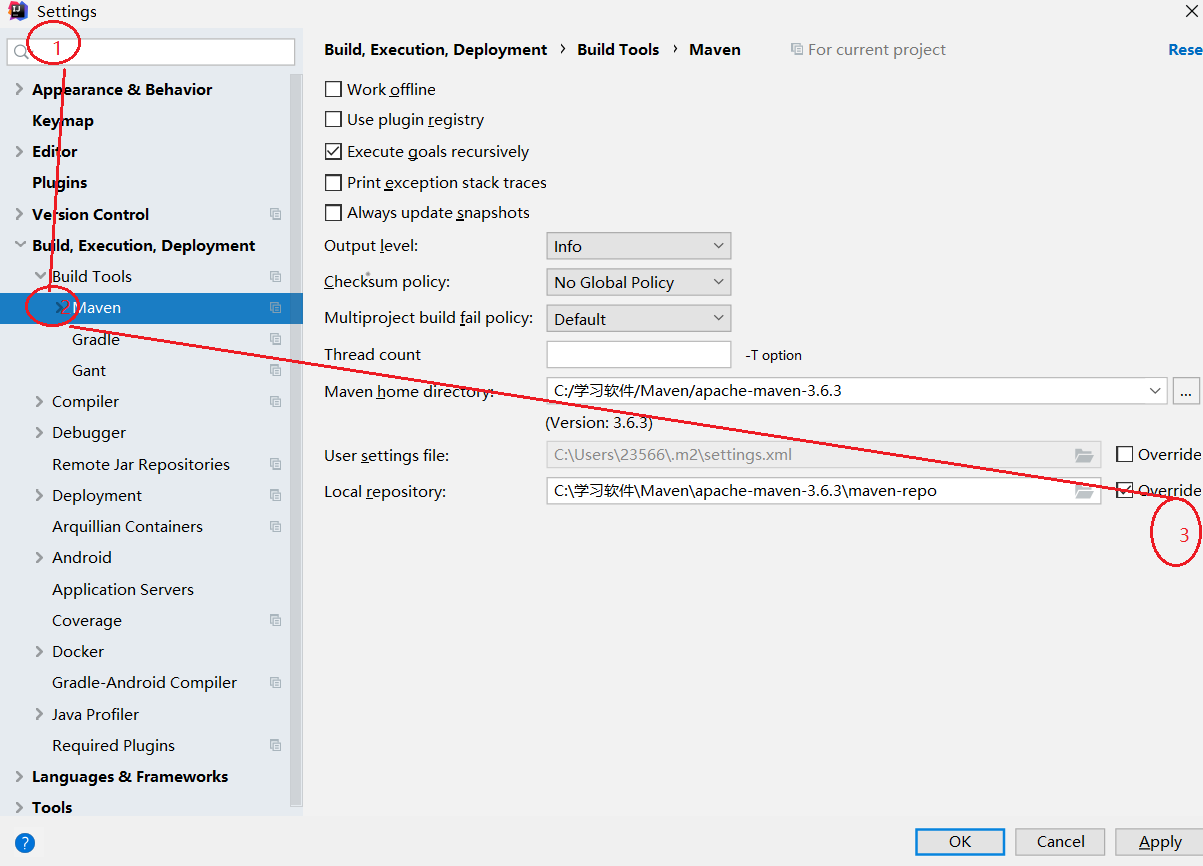 Settings
1
Appearance & Behavior
Keymap
Editor
Plugins
Version Control
Build, Execution, Deployment
Build Tools
2 Maven
Gradle
Gant
Compiler
Debugger
Remote Jar Repositories
Deployment
Arquillian Containers
Android
Application Servers
Coverage
Docker
Gradle-Android Compiler
Java Profiler
Required Plugins
Languages & Frameworks
Tools
Build, Execution, Deployment › Build Tools › Maven For current project Rese
Work offline
Use plugin registry
Execute goals recursively
Print exception stack traces
Always update snapshots
Output level: Info
Checksum policy: No Global Policy
Multiproject build fail policy: Default
Thread count -T option
Maven home directory: C:/学习软件/Maven/apache-maven-3.6.3 ...
(Version: 3.6.3)
User settings file: C:\Users\23566\.m2\settings.xml Override
Local repository: C:\学习软件\Maven\apache-maven-3.6.3\maven-repo Override
3
? OK Cancel Apply